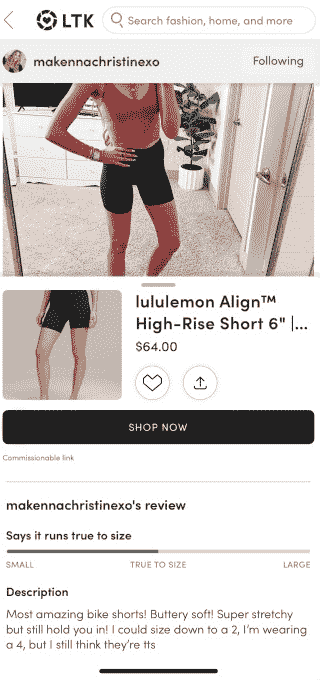 LTK
Search fashion, home, and more
makennachristinexo
Following
lululemon Align™
High-Rise Short 6" |...
$64.00
SHOP NOW
Commissionable link
makennachristinexo's review
Says it runs true to size
SMALL TRUE TO SIZE LARGE
Description
Most amazing bike shorts! Buttery soft! Super stretchy
but still hold you in! I could size down to a 2, I'm wearing
a 4, but I still think they're tts